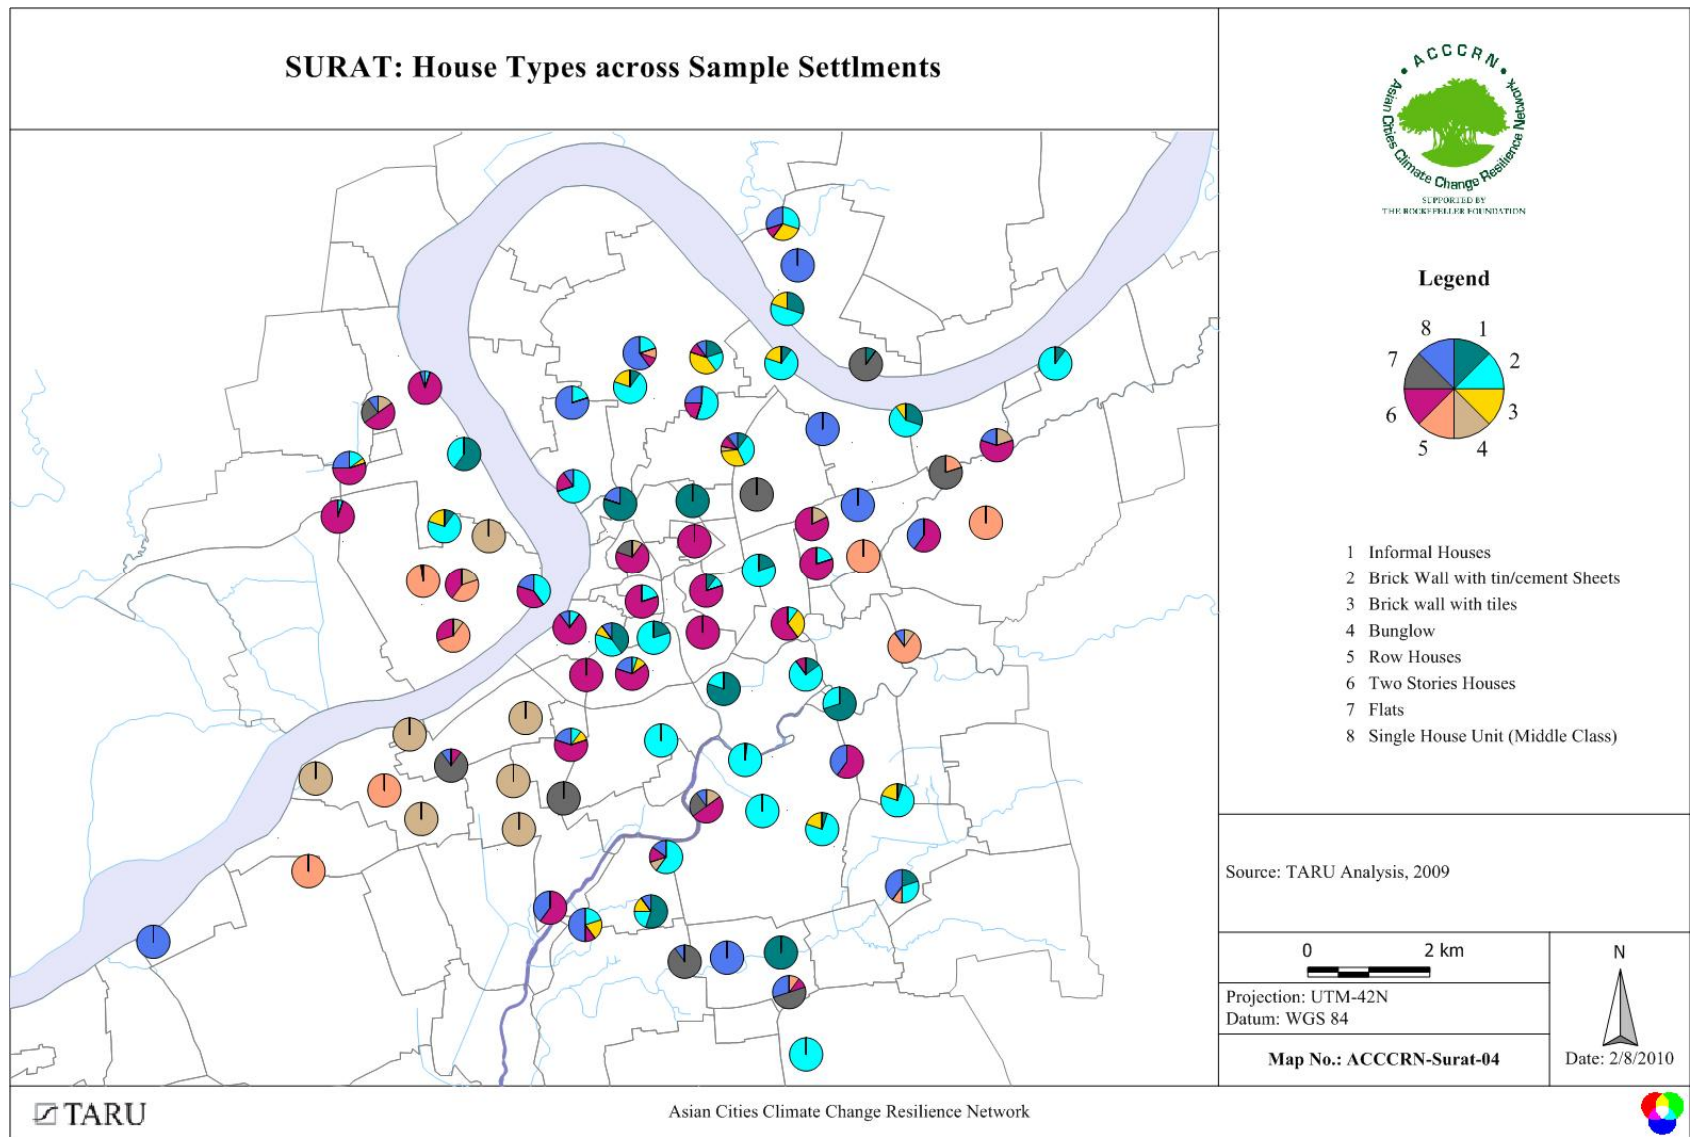 SURAT: House Types across Sample Settlments
ACCCRN
Asian Cities Climate Change Resilience Network
SUPPORTED BY
THE ROCKEFELLER FOUNDATION
Legend
8 1
7 2
6 3
5 4
1 Informal Houses
2 Brick Wall with tin/cement Sheets
3 Brick wall with tiles
4 Bunglow
5 Row Houses
6 Two Stories Houses
7 Flats
8 Single House Unit (Middle Class)
Source: TARU Analysis, 2009
0 2 km
Projection: UTM-42N
Datum: WGS 84
Map No.: ACCCRN-Surat-04
N
Date: 2/8/2010
TARU
Asian Cities Climate Change Resilience Network